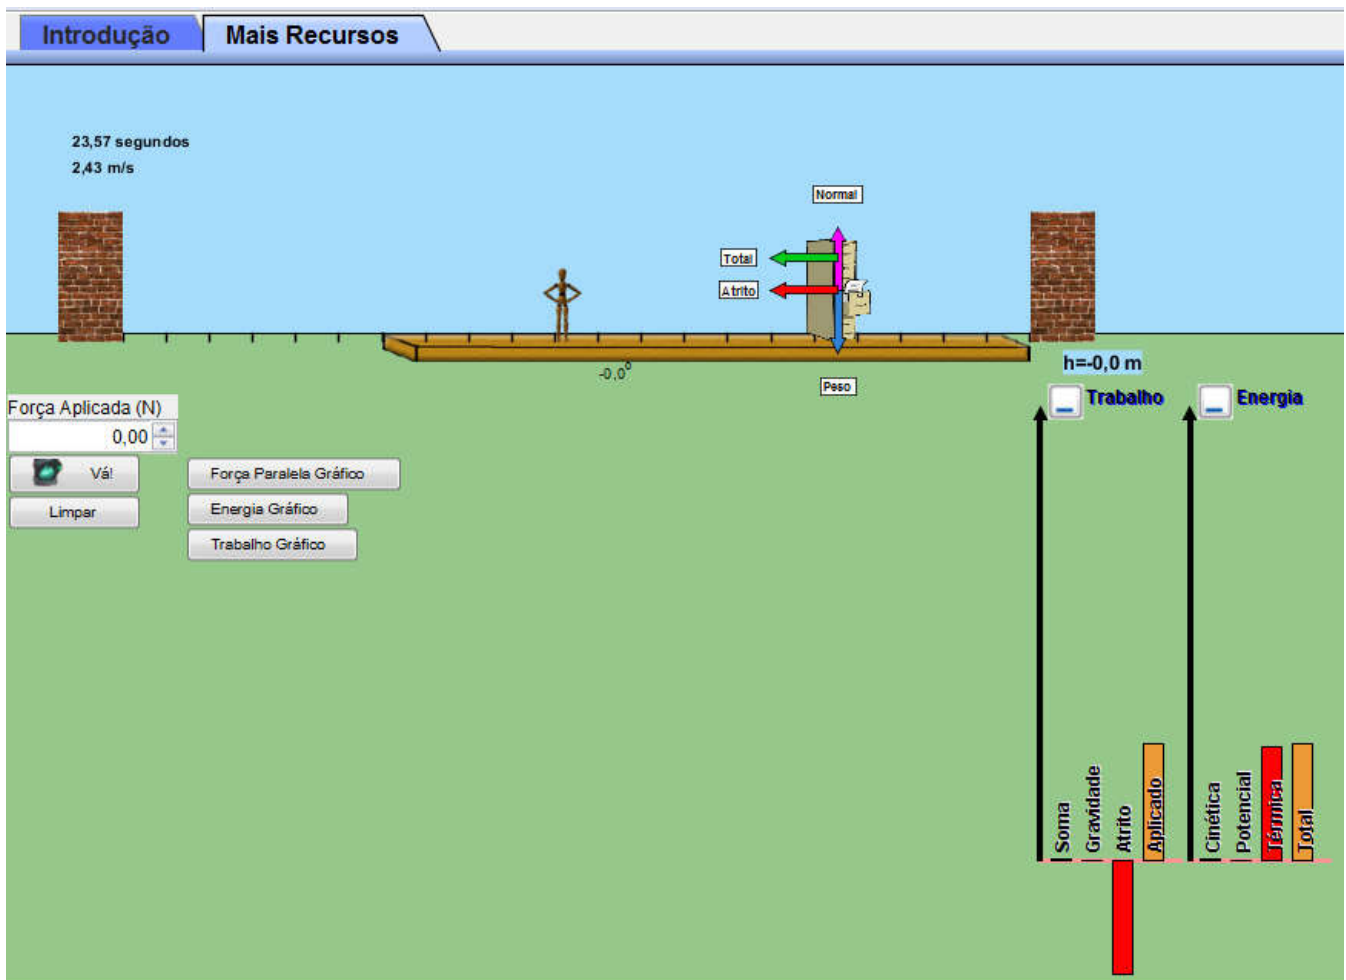 Introdução
Mais Recursos
23,57 segundos
2,43 m/s
Normal
Total
Atrito
Peso
-0,0⁰
h=-0,0 m
Trabalho
Energia
Força Aplicada (N)
0,00
Vá!
Limpar
Força Paralela Gráfico
Energia Gráfico
Trabalho Gráfico
Soma
Gravidade
Atrito
Aplicado
Cinética
Potencial
Térmica
Total